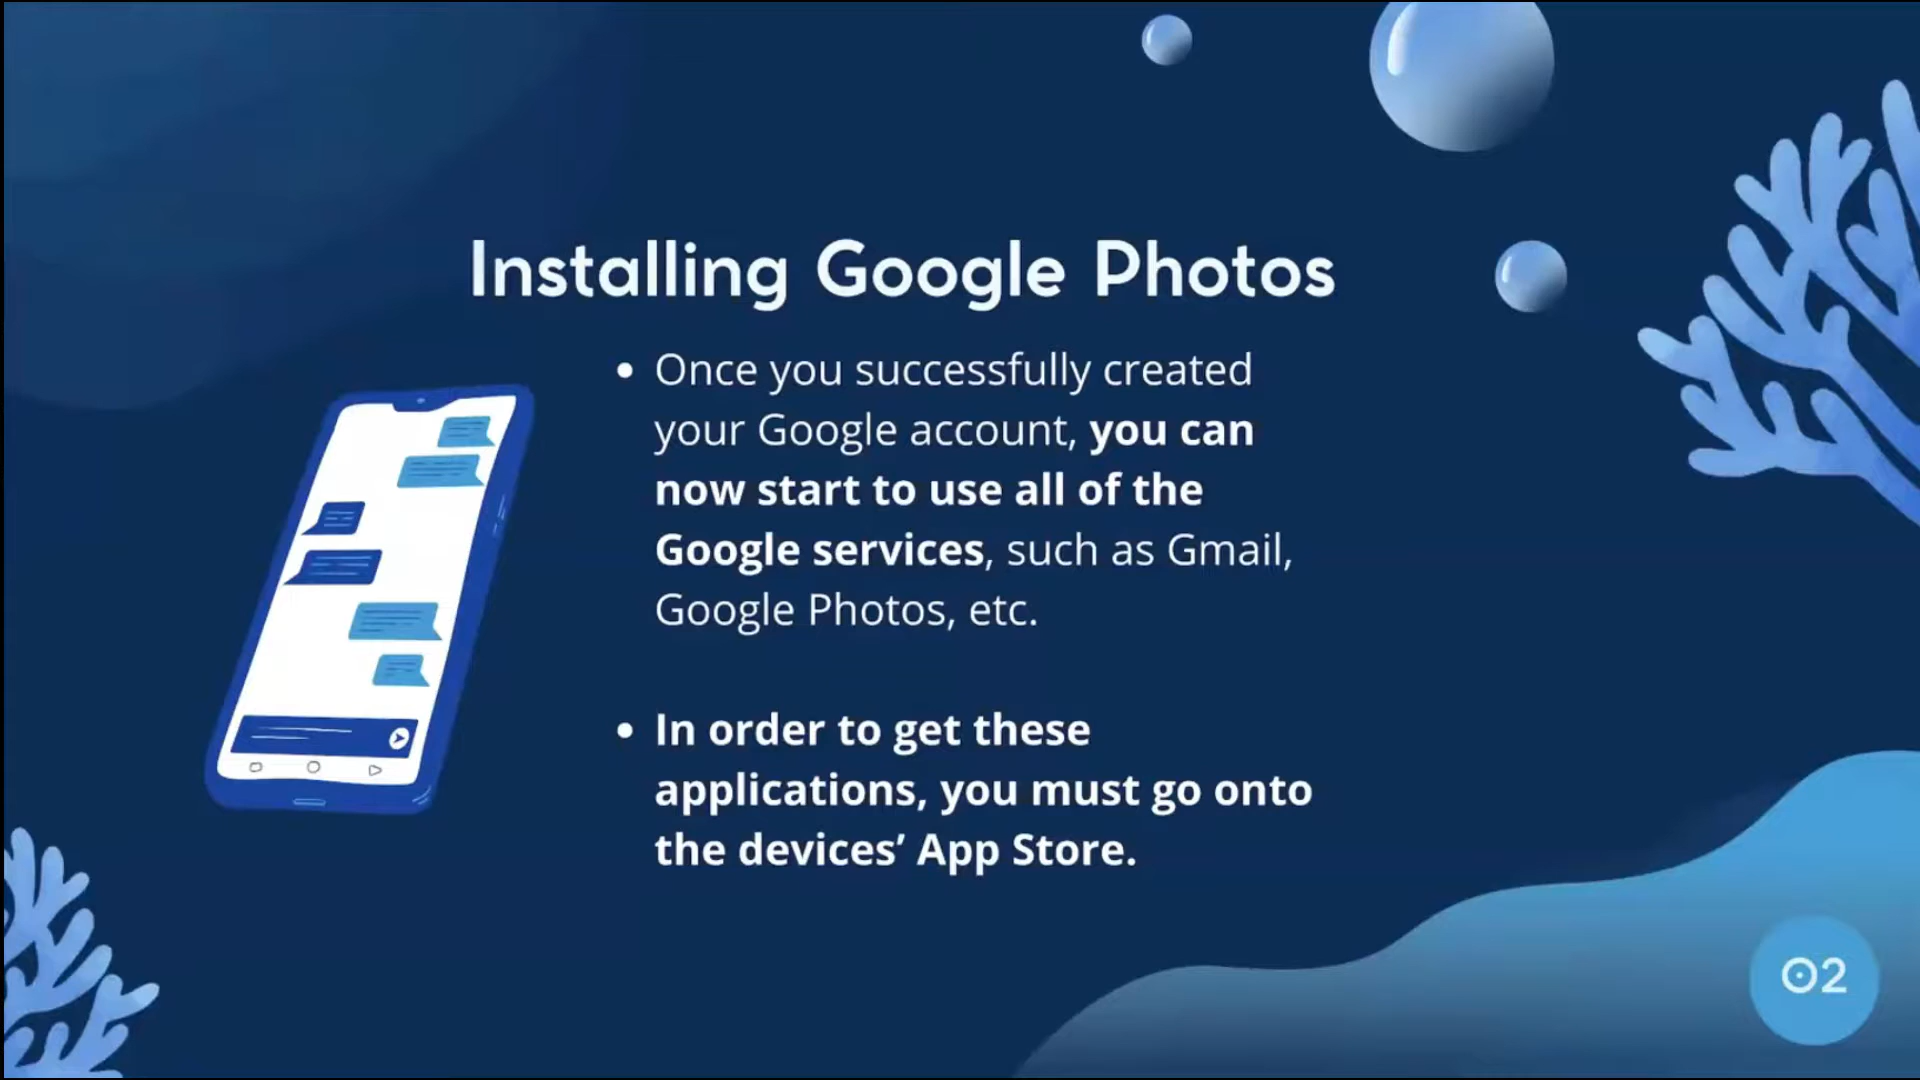 Installing Google Photos
• Once you successfully created
your Google account, you can
now start to use all of the
Google services, such as Gmail,
Google Photos, etc.
• In order to get these
applications, you must go onto
the devices’ App Store.
02